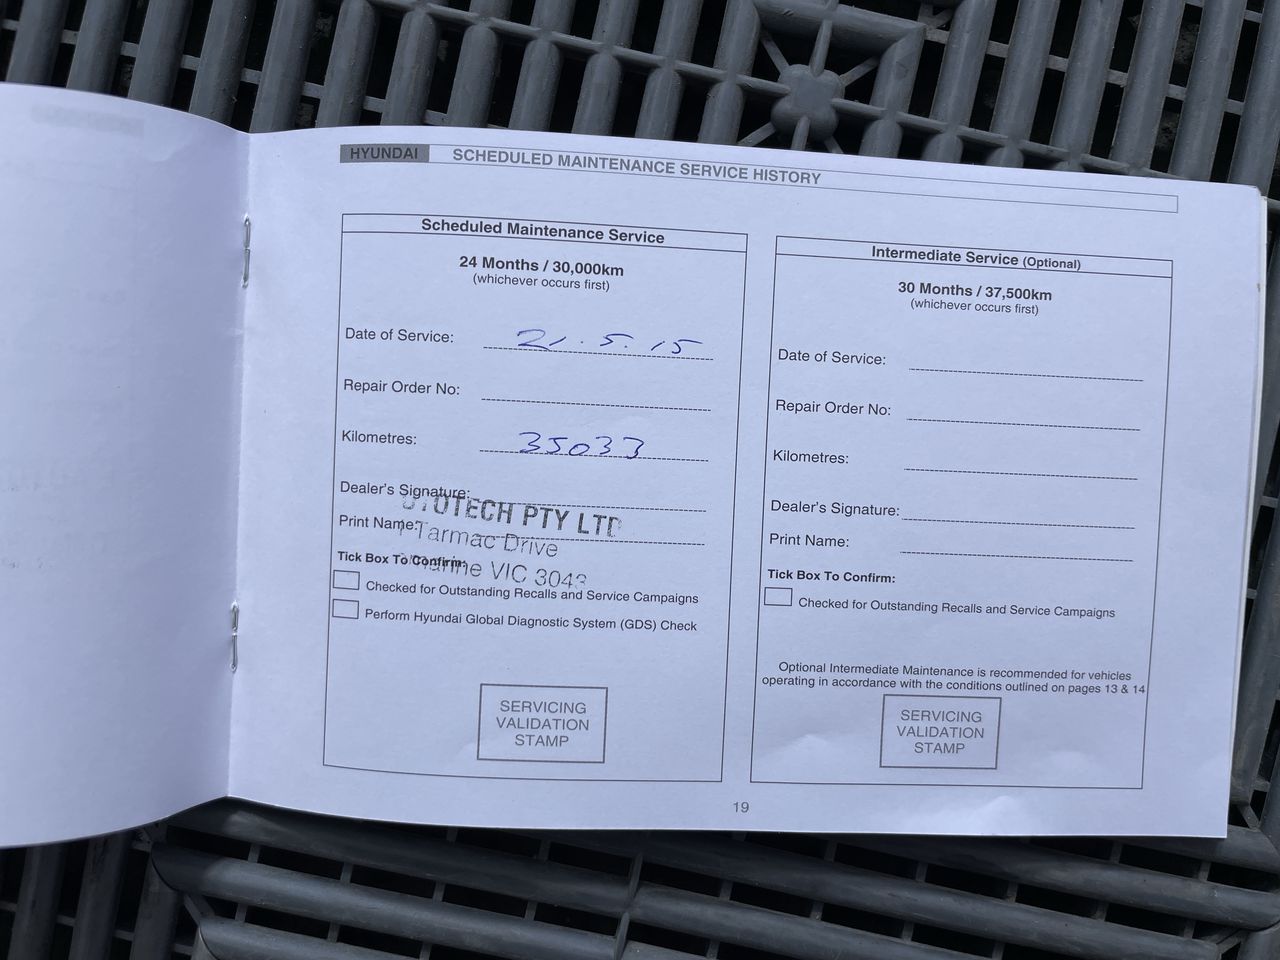 HYUNDAI SCHEDULED MAINTENANCE SERVICE HISTORY
Scheduled Maintenance Service
24 Months / 30,000km
(whichever occurs first)
Date of Service: 21.5.15
Repair Order No:
Kilometres: 35033
Dealer's Signature:
OTECH PTY LTD
Print Name:
Tarmac Drive
Tick Box To Confirm:
VIC 3043
Checked for Outstanding Recalls and Service Campaigns
Perform Hyundai Global Diagnostic System (GDS) Check
SERVICING
VALIDATION
STAMP
Intermediate Service (Optional)
30 Months / 37,500km
(whichever occurs first)
Date of Service:
Repair Order No:
Kilometres:
Dealer's Signature:
Print Name:
Tick Box To Confirm:
Checked for Outstanding Recalls and Service Campaigns
Optional Intermediate Maintenance is recommended for vehicles
operating in accordance with the conditions outlined on pages 13 & 14
SERVICING
VALIDATION
STAMP
19